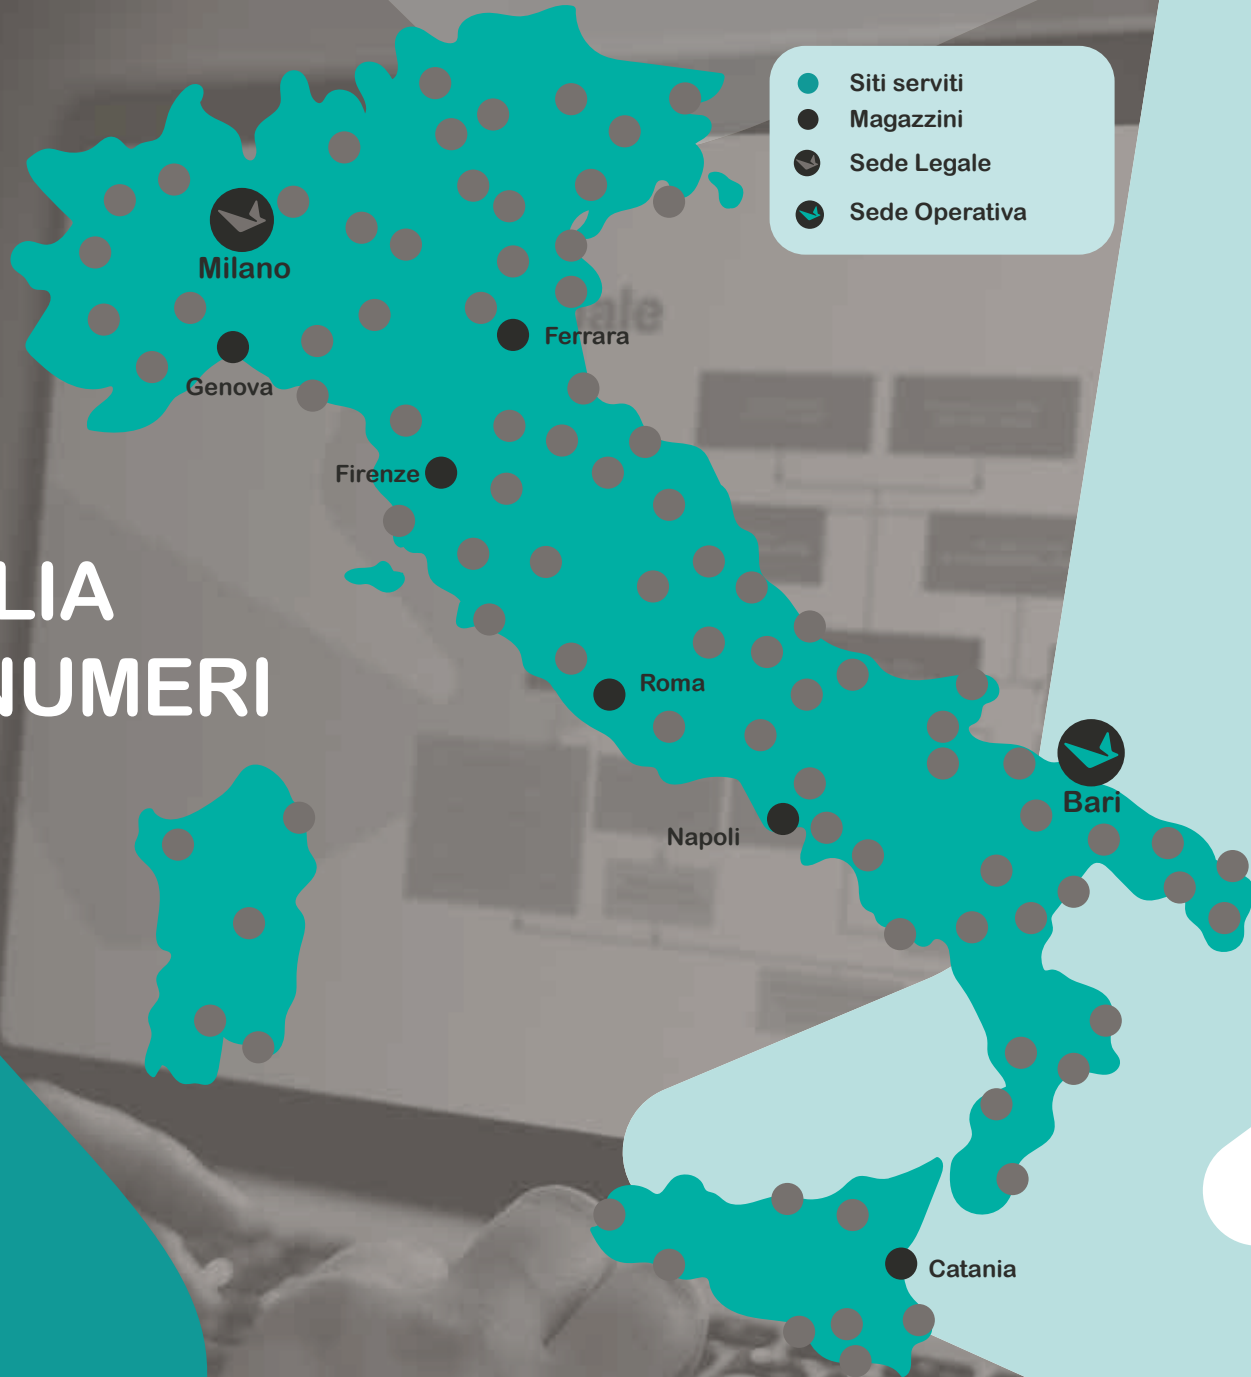 Siti serviti
Magazzini
Sede Legale
Sede Operativa
Milano
Ferrara
Genova
Firenze
LIA
NUMERI
Roma
Bari
Napoli
Catania